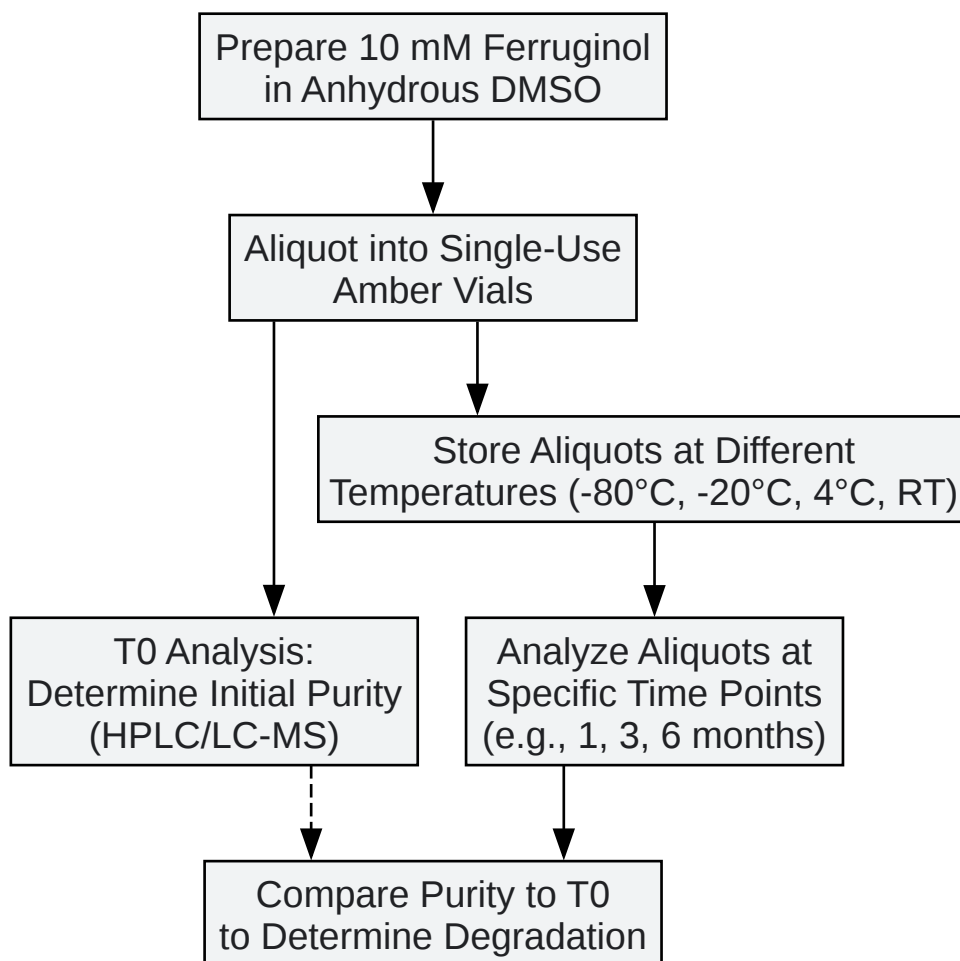 Prepare 10 mM Ferruginol
in Anhydrous DMSO
Aliquot into Single-Use
Amber Vials
Store Aliquots at Different
Temperatures (-80°C, -20°C, 4°C, RT)
T0 Analysis:
Determine Initial Purity
(HPLC/LC-MS)
Analyze Aliquots at
Specific Time Points
(e.g., 1, 3, 6 months)
Compare Purity to T0
to Determine Degradation